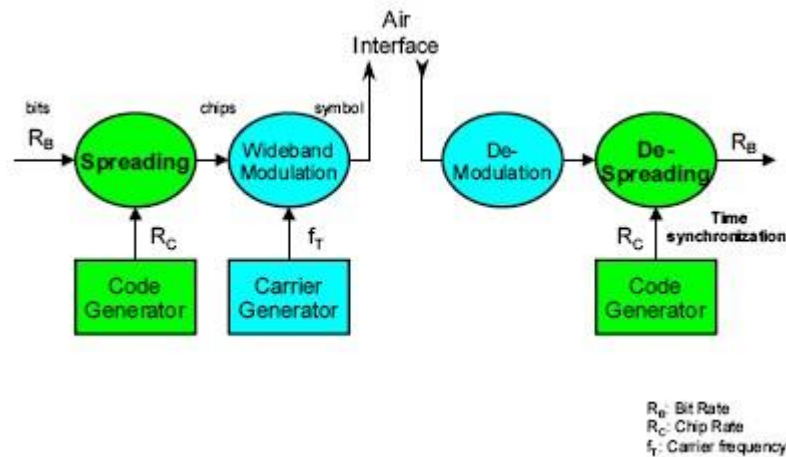 Air
Interface
bits
chips
symbol
R_B
Spreading
Wideband
Modulation
De-
Modulation
De-
Spreading
R_B
R_C
f_T
R_C
Time
synchronization
Code
Generator
Carrier
Generator
Code
Generator
R_B: Bit Rate
R_C: Chip Rate
f_T: Carrier frequency